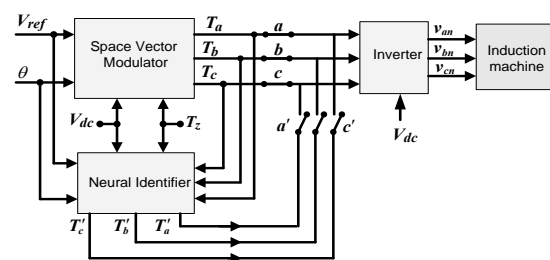 V_ref
θ
Space Vector
Modulator
T_a
T_b
T_c
a
b
c
Inverter
v_an
v_bn
v_cn
Induction
machine
V_dc
T_z
a′
c′
V_dc
Neural Identifier
T′_c
T′_b
T′_a